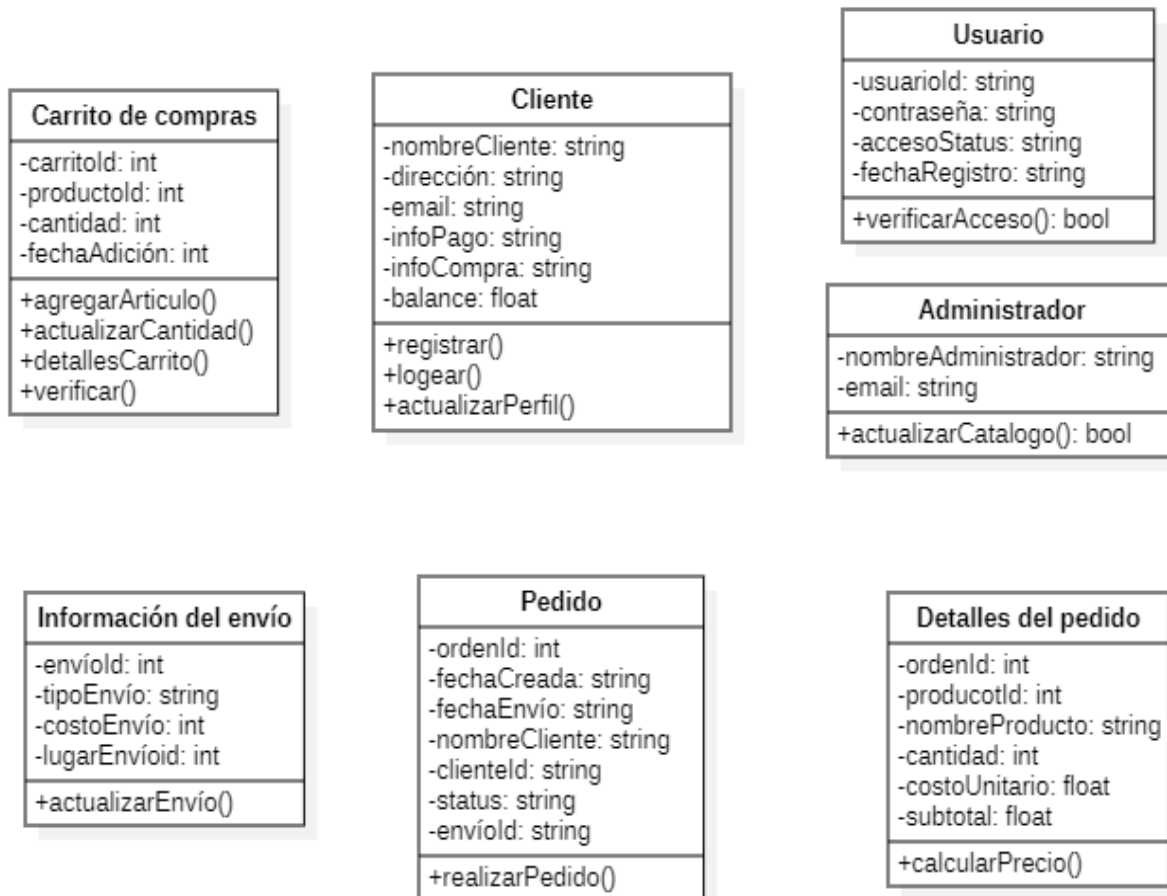 Carrito de compras
-carritoId: int
-productoId: int
-cantidad: int
-fechaAdición: int
+agregarArticulo()
+actualizarCantidad()
+detallesCarrito()
+verificar()
Cliente
-nombreCliente: string
-dirección: string
-email: string
-infoPago: string
-infoCompra: string
-balance: float
+registrar()
+logear()
+actualizarPerfil()
Usuario
-usuarioId: string
-contraseña: string
-accesoStatus: string
-fechaRegistro: string
+verificarAcceso(): bool
Administrador
-nombreAdministrador: string
-email: string
+actualizarCatalogo(): bool
Información del envío
-envíoId: int
-tipoEnvío: string
-costoEnvío: int
-lugarEnvíoid: int
+actualizarEnvío()
Pedido
-ordenId: int
-fechaCreada: string
-fechaEnvío: string
-nombreCliente: string
-clienteId: string
-status: string
-envíoId: string
+realizarPedido()
Detalles del pedido
-ordenId: int
-producotId: int
-nombreProducto: string
-cantidad: int
-costoUnitario: float
-subtotal: float
+calcularPrecio()